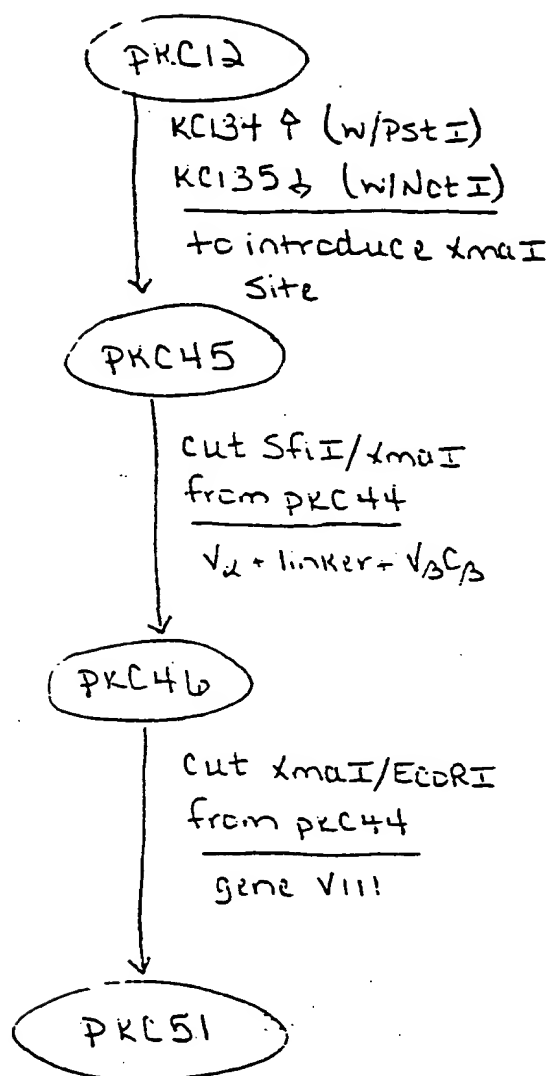 pKC12
KC134 ↑ (w/PstI)
KC135 ↓ (w/NotI)
to introduce XmaI
site
pKC45
cut SfiI/XmaI
from pKC44
Vα + linker + VβCβ
pKC46
cut XmaI/EcoRI
from pKC44
gene VIII
pKC51